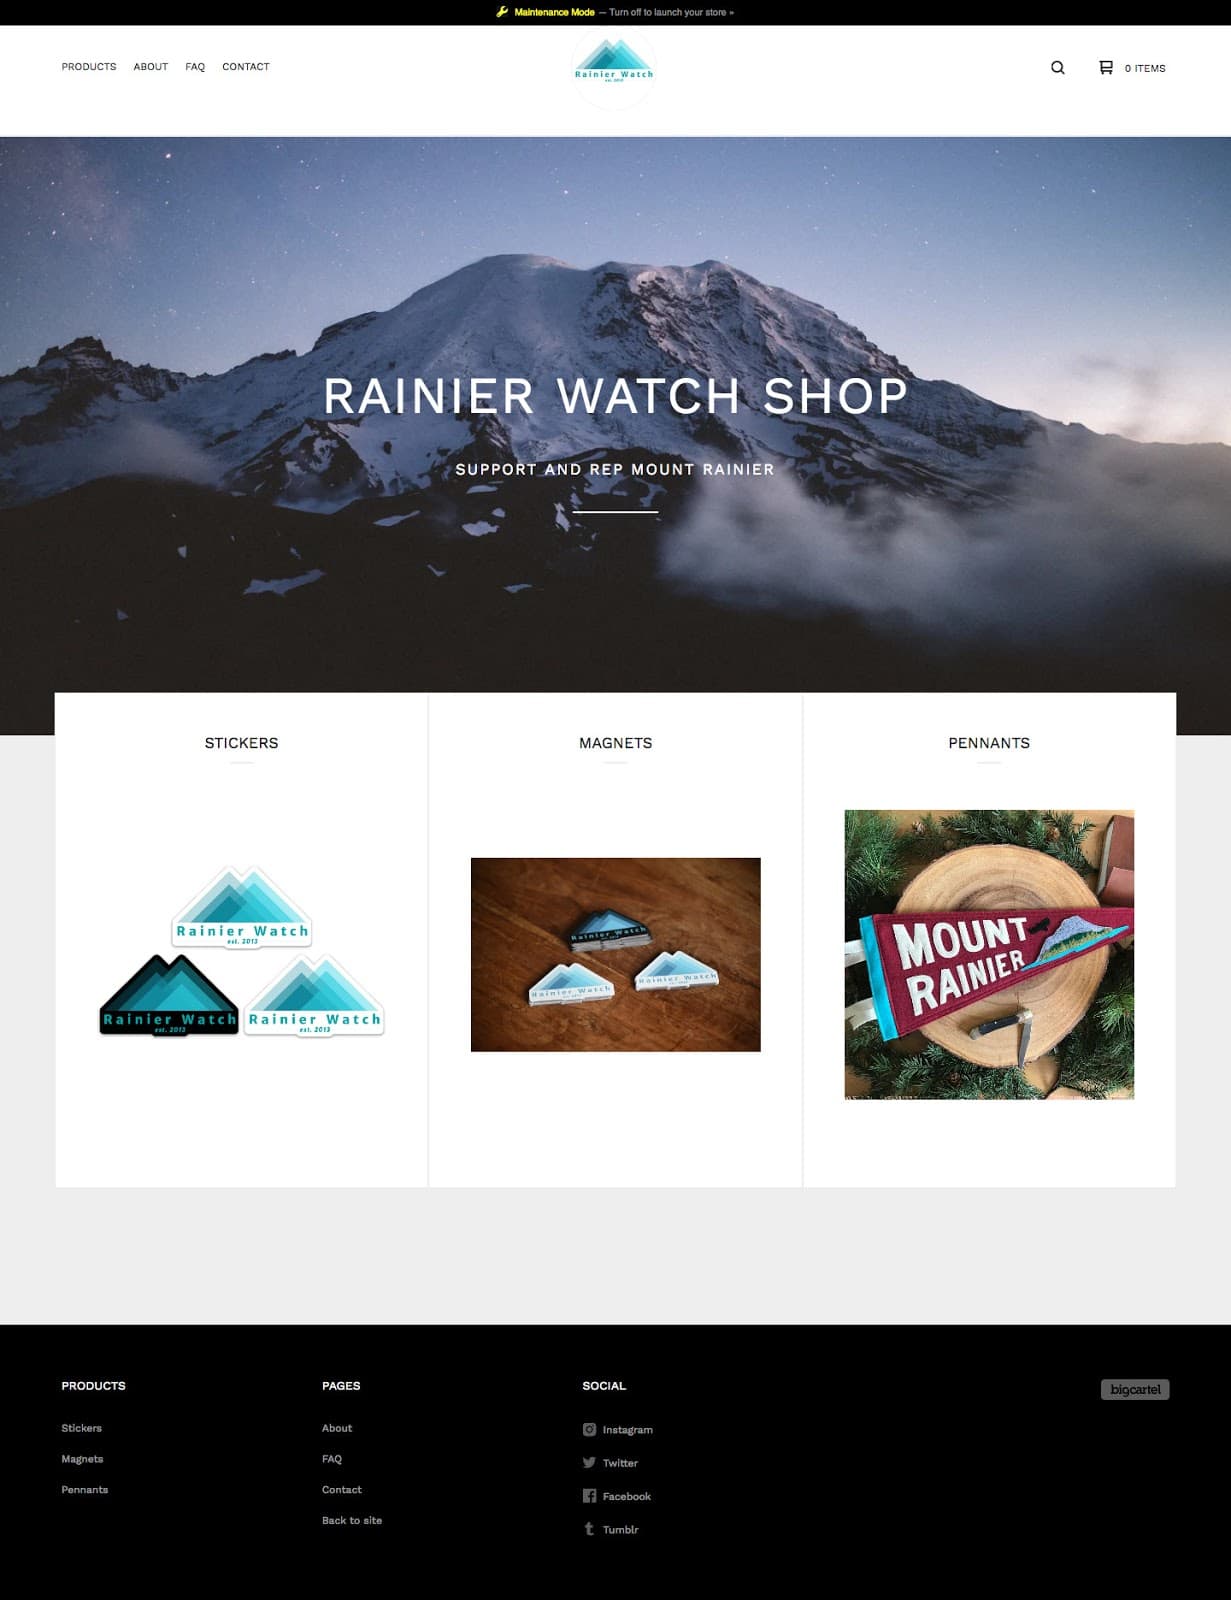 Maintenance Mode — Turn off to launch your store »
PRODUCTS ABOUT FAQ CONTACT
Rainier Watch
est. 2013
0 ITEMS
RAINIER WATCH SHOP
SUPPORT AND REP MOUNT RAINIER
STICKERS
MAGNETS
PENNANTS
Rainier Watch
est. 2013
Rainier Watch
est. 2013
Rainier Watch
est. 2013
Rainier Watch
Rainier Watch
Rainier Watch
MOUNT
RAINIER
PRODUCTS
Stickers
Magnets
Pennants
PAGES
About
FAQ
Contact
Back to site
SOCIAL
Instagram
Twitter
Facebook
Tumblr
bigcartel